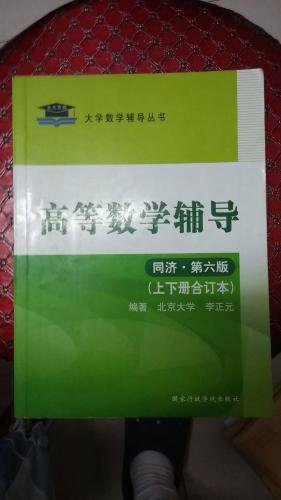 大学数学辅导丛书
高等数学辅导
同济·第六版
(上下册合订本)
编著 北京大学 李正元
国家行政学院出版社